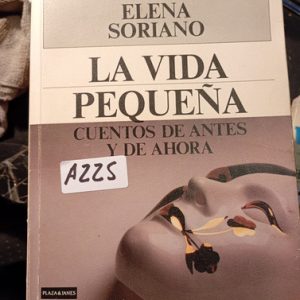 ELENA
SORIANO
LA VIDA
PEQUEÑA
CUENTOS DE ANTES
Y DE AHORA
A225
PLAZA & JANES